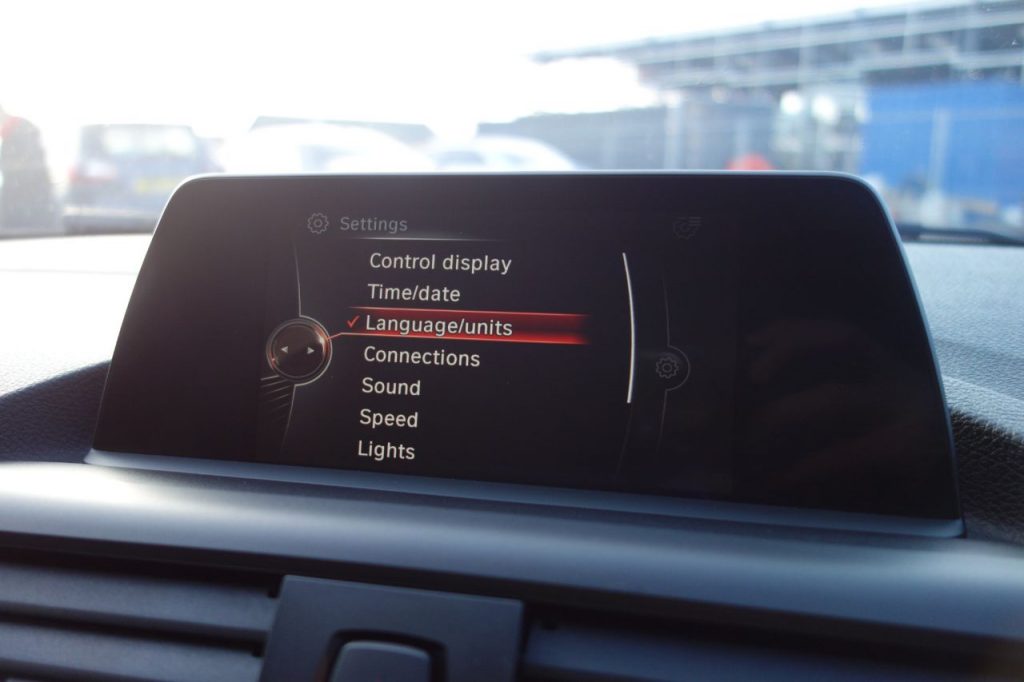 Settings
Control display
Time/date
Language/units
Connections
Sound
Speed
Lights